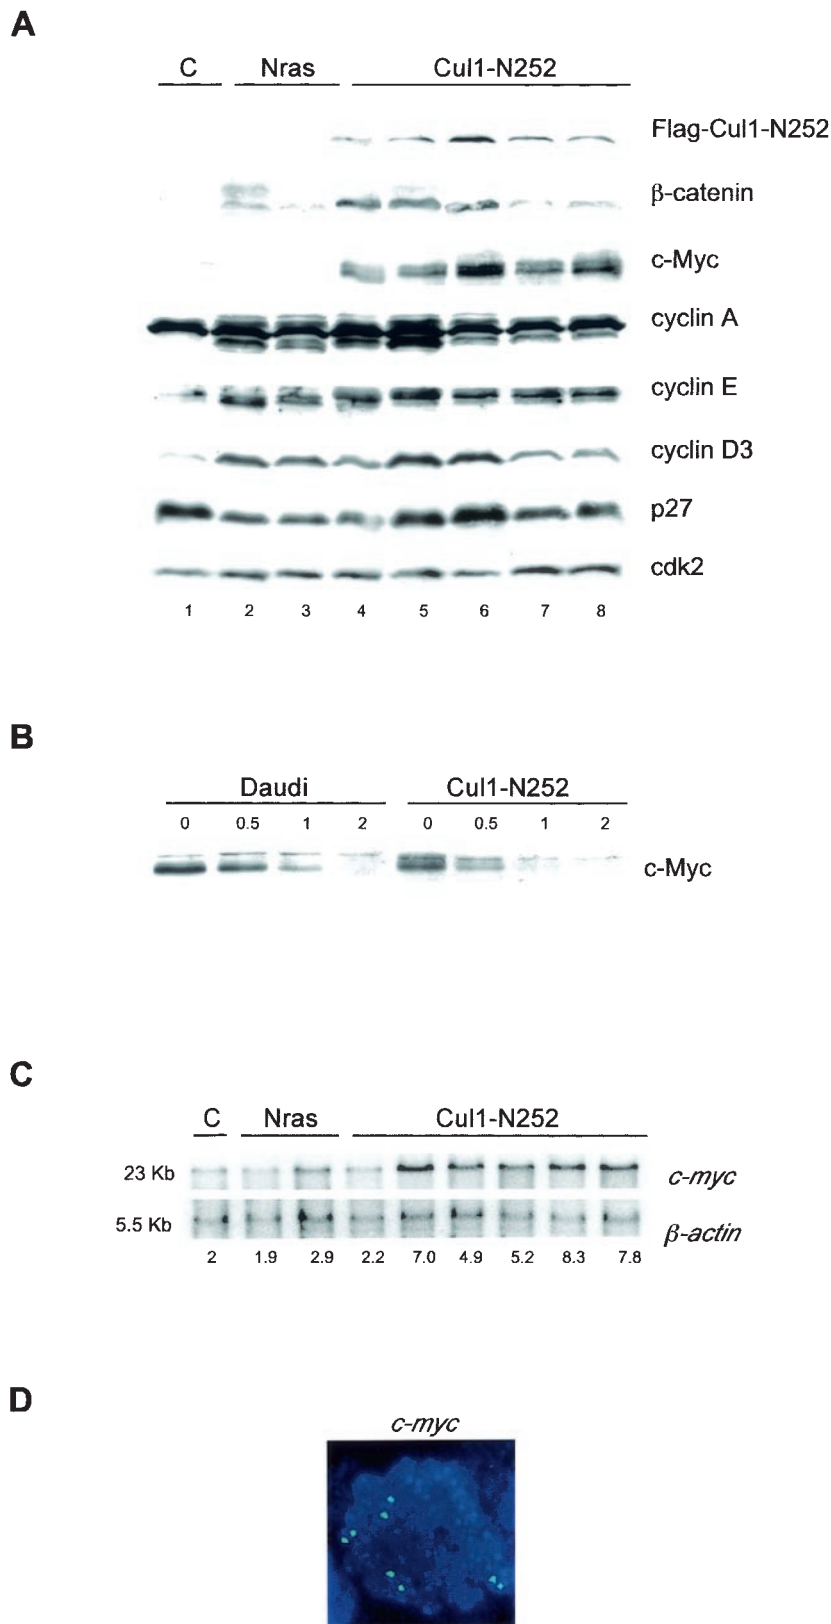 A
C Nras Cul1-N252
Flag-Cul1-N252
β-catenin
c-Myc
cyclin A
cyclin E
cyclin D3
p27
cdk2
1 2 3 4 5 6 7 8
B
Daudi Cul1-N252
0 0.5 1 2 0 0.5 1 2
c-Myc
C
C Nras Cul1-N252
23 Kb c-myc
5.5 Kb β-actin
2 1.9 2.9 2.2 7.0 4.9 5.2 8.3 7.8
D
c-myc